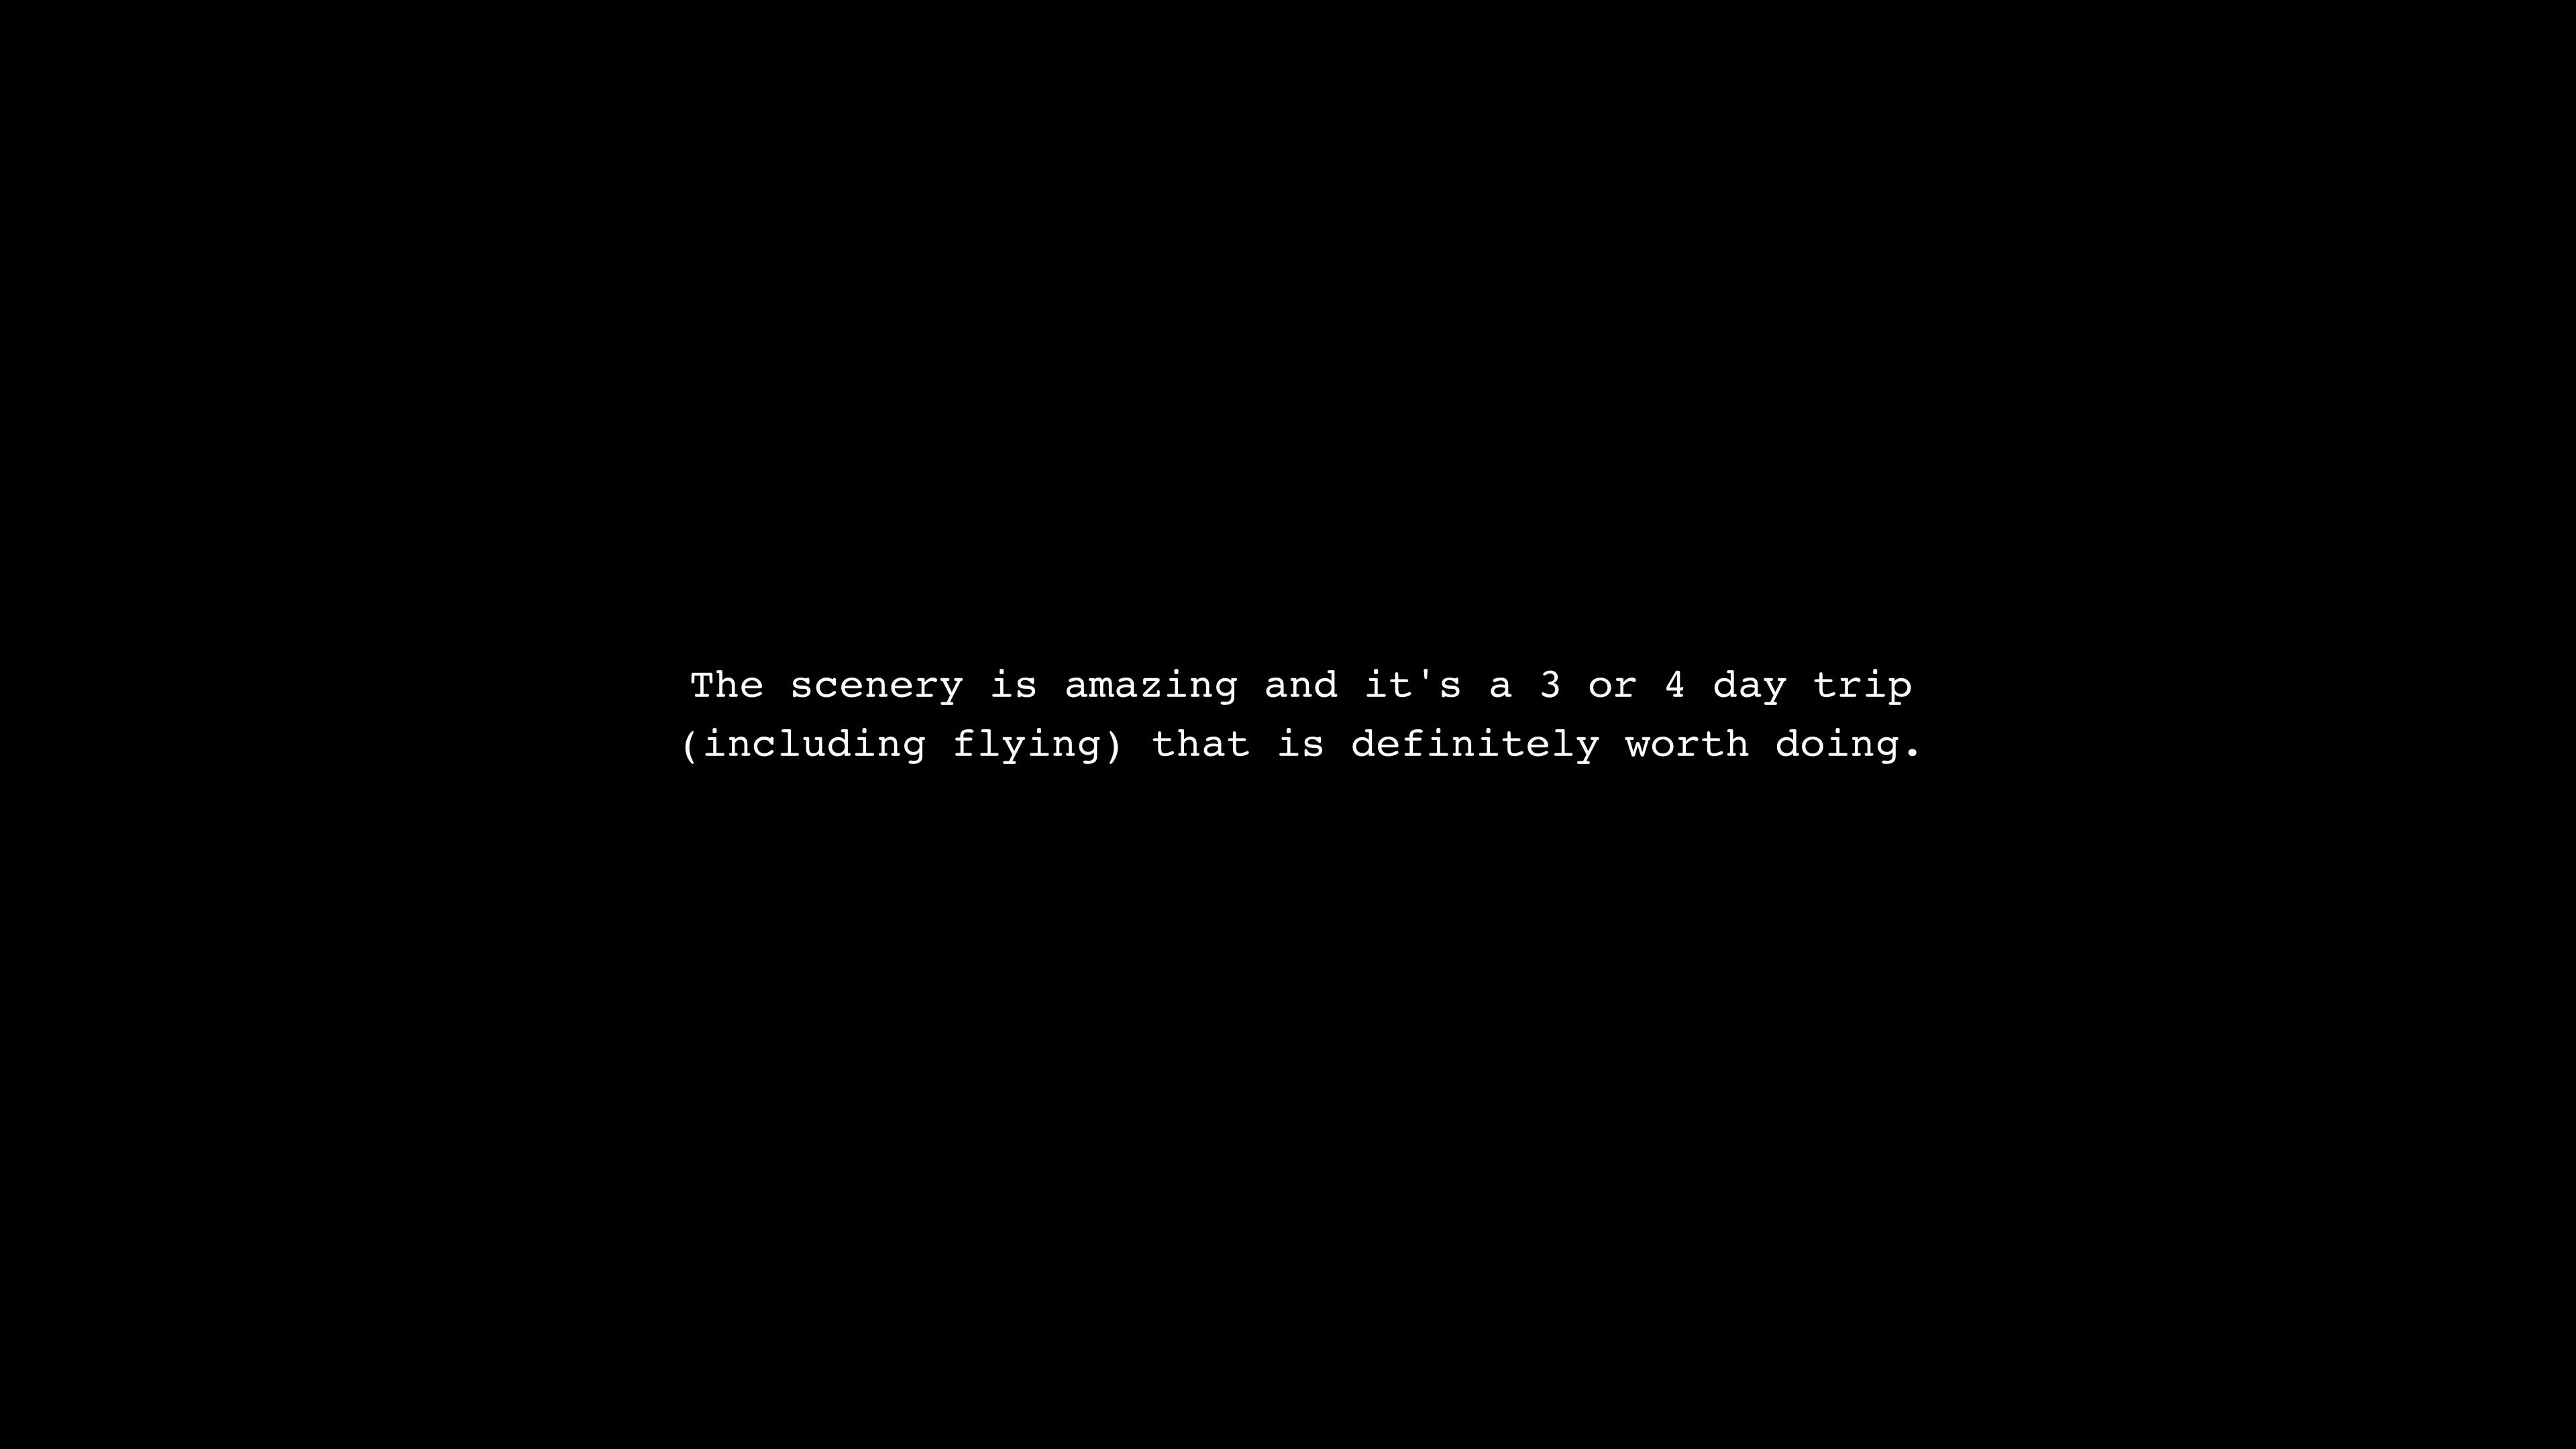 The scenery is amazing and it's a 3 or 4 day trip
(including flying) that is definitely worth doing.